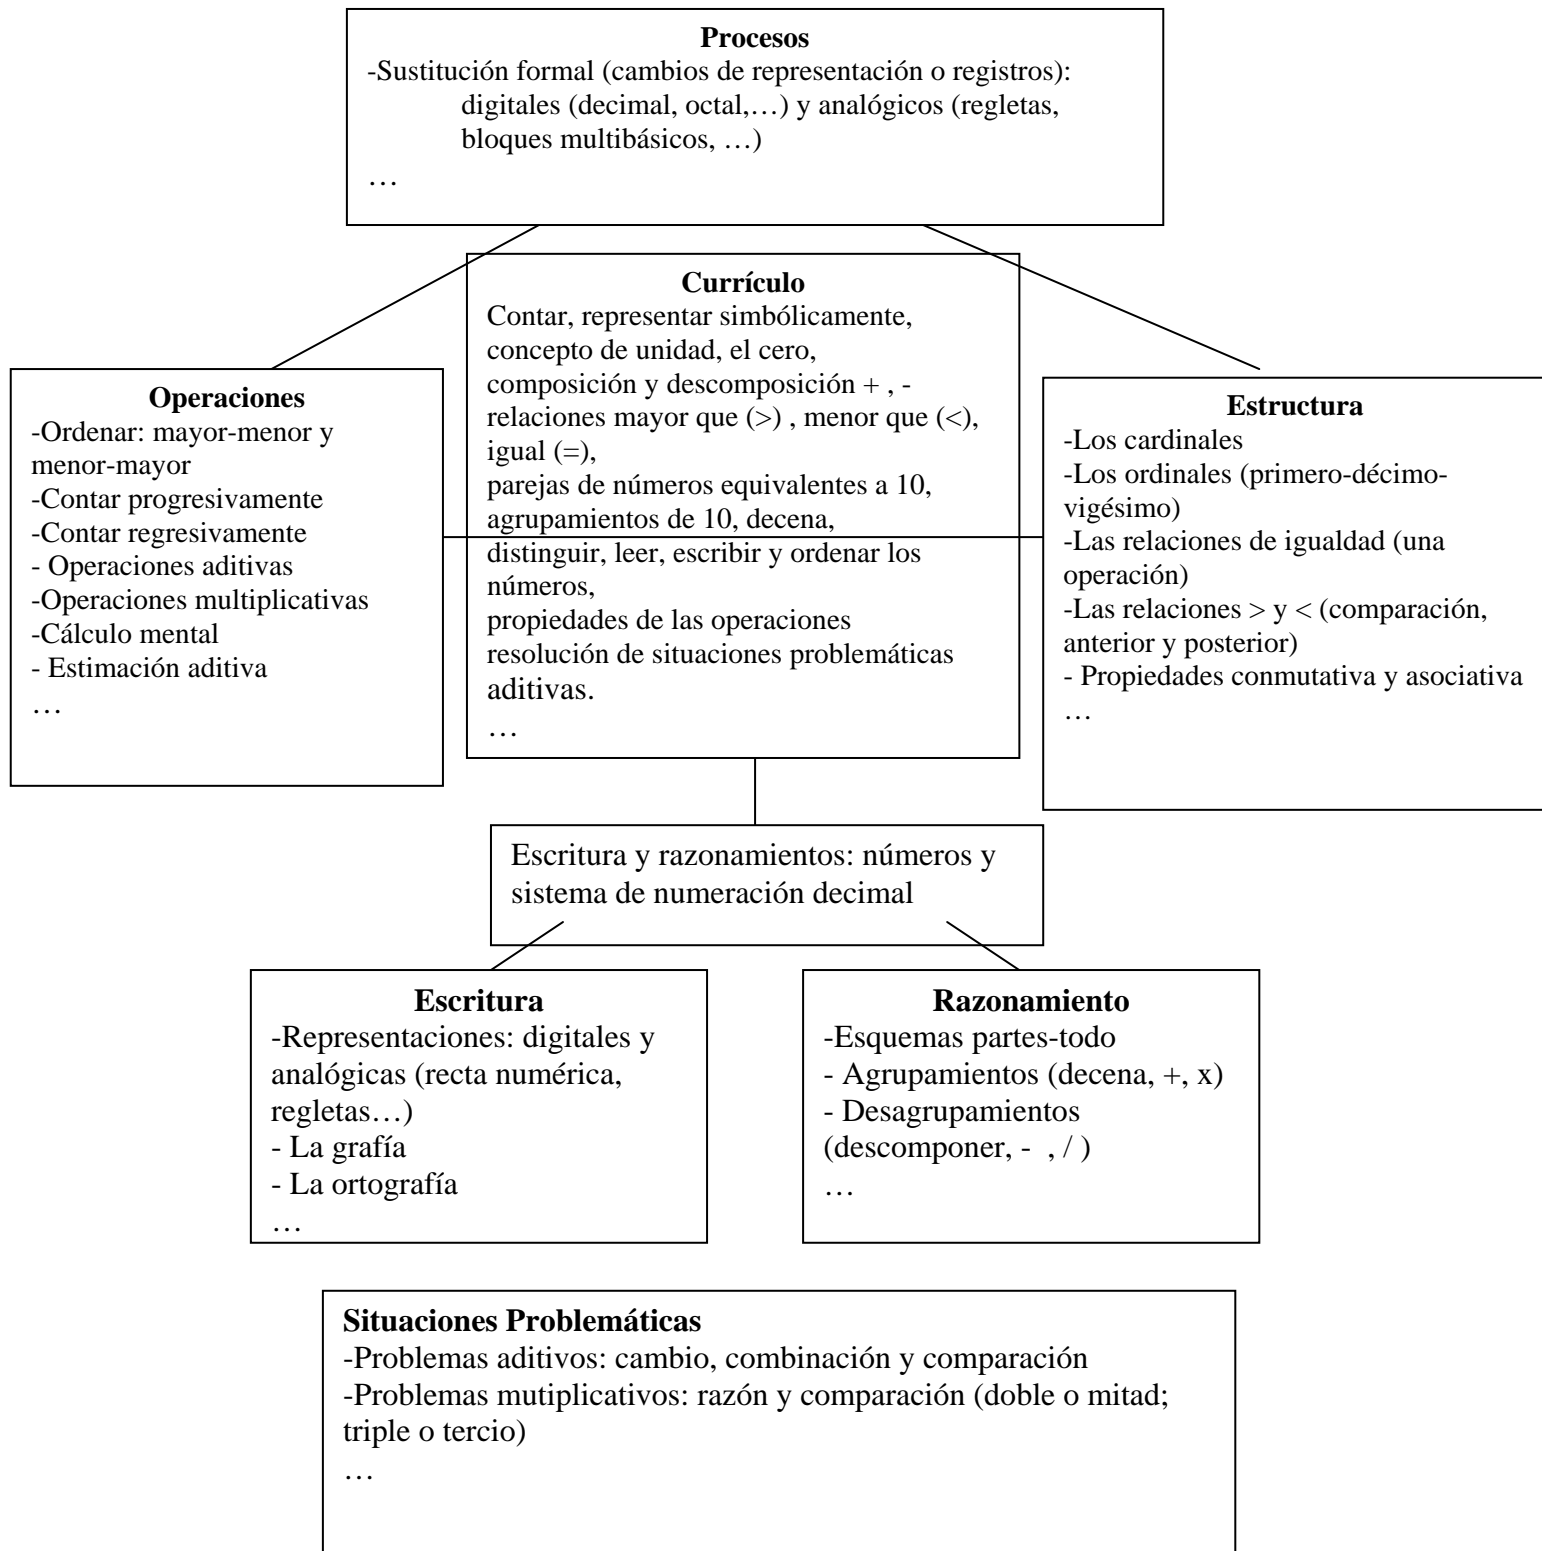 Procesos
-Sustitución formal (cambios de representación o registros):
digitales (decimal, octal,…) y analógicos (regletas,
bloques multibásicos, …)
…
Currículo
Contar, representar simbólicamente,
concepto de unidad, el cero,
composición y descomposición + , -
relaciones mayor que (>) , menor que (<),
igual (=),
parejas de números equivalentes a 10,
agrupamientos de 10, decena,
distinguir, leer, escribir y ordenar los
números,
propiedades de las operaciones
resolución de situaciones problemáticas
aditivas.
…
Operaciones
-Ordenar: mayor-menor y
menor-mayor
-Contar progresivamente
-Contar regresivamente
- Operaciones aditivas
-Operaciones multiplicativas
-Cálculo mental
- Estimación aditiva
…
Estructura
-Los cardinales
-Los ordinales (primero-décimo-
vigésimo)
-Las relaciones de igualdad (una
operación)
-Las relaciones > y < (comparación,
anterior y posterior)
- Propiedades conmutativa y asociativa
…
Escritura y razonamientos: números y
sistema de numeración decimal
Escritura
-Representaciones: digitales y
analógicas (recta numérica,
regletas…)
- La grafía
- La ortografía
…
Razonamiento
-Esquemas partes-todo
- Agrupamientos (decena, +, x)
- Desagrupamientos
(descomponer, - , / )
…
Situaciones Problemáticas
-Problemas aditivos: cambio, combinación y comparación
-Problemas mutiplicativos: razón y comparación (doble o mitad;
triple o tercio)
…